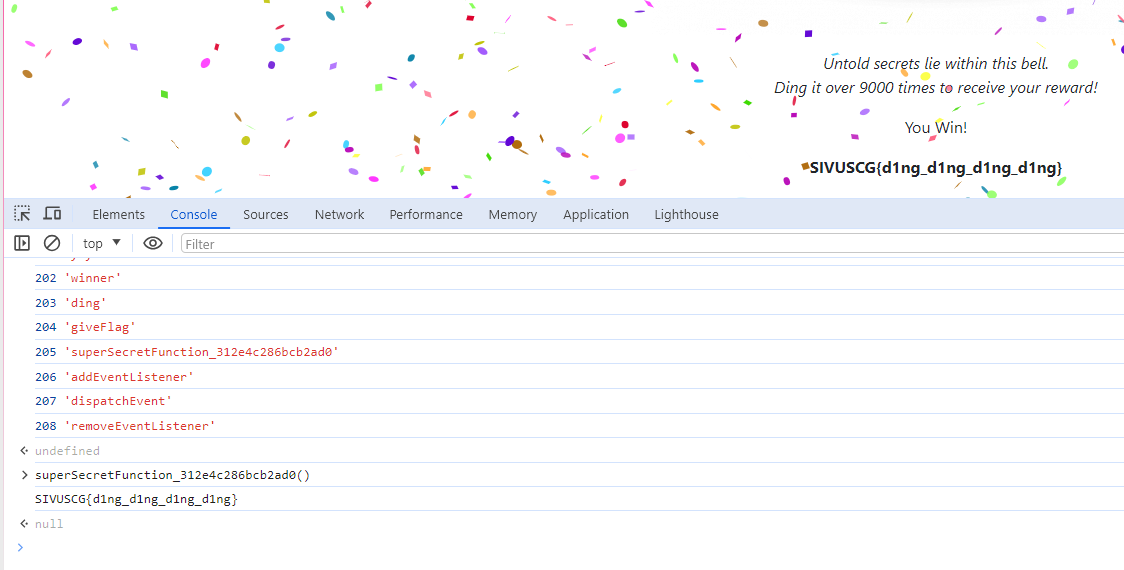 Untold secrets lie within this bell.
Ding it over 9000 times to receive your reward!
You Win!
SIVUSCG{d1ng_d1ng_d1ng_d1ng}
Elements Console Sources Network Performance Memory Application Lighthouse
top Filter
202 'winner'
203 'ding'
204 'giveFlag'
205 'superSecretFunction_312e4c286bcb2ad0'
206 'addEventListener'
207 'dispatchEvent'
208 'removeEventListener'
undefined
superSecretFunction_312e4c286bcb2ad0()
SIVUSCG{d1ng_d1ng_d1ng_d1ng}
null